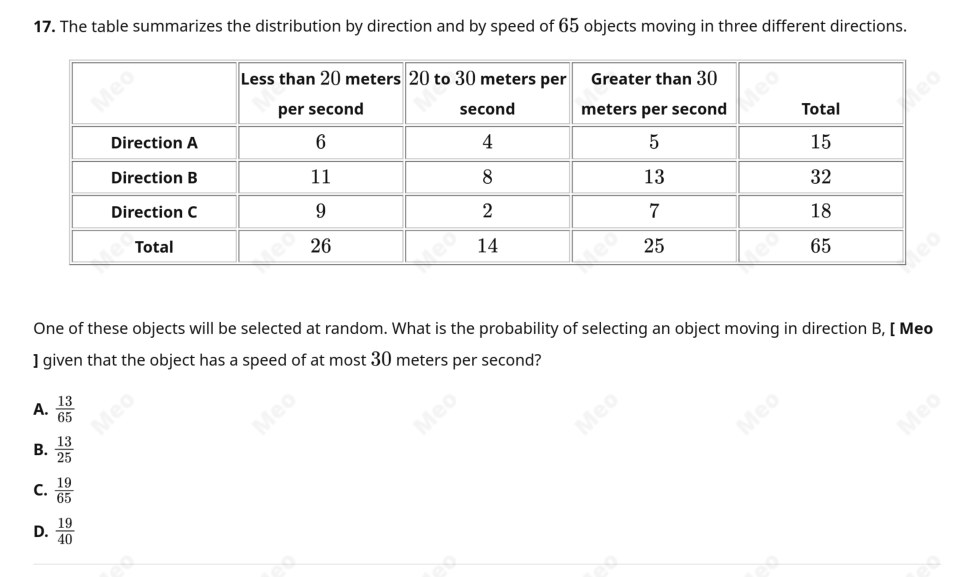 17. The table summarizes the distribution by direction and by speed of 65 objects moving in three different directions.
Less than 20 meters per second 20 to 30 meters per second Greater than 30 meters per second Total
Direction A 6 4 5 15
Direction B 11 8 13 32
Direction C 9 2 7 18
Total 26 14 25 65
One of these objects will be selected at random. What is the probability of selecting an object moving in direction B, [ Meo
] given that the object has a speed of at most 30 meters per second?
A. 13/65
B. 13/25
C. 19/65
D. 19/40
Meo